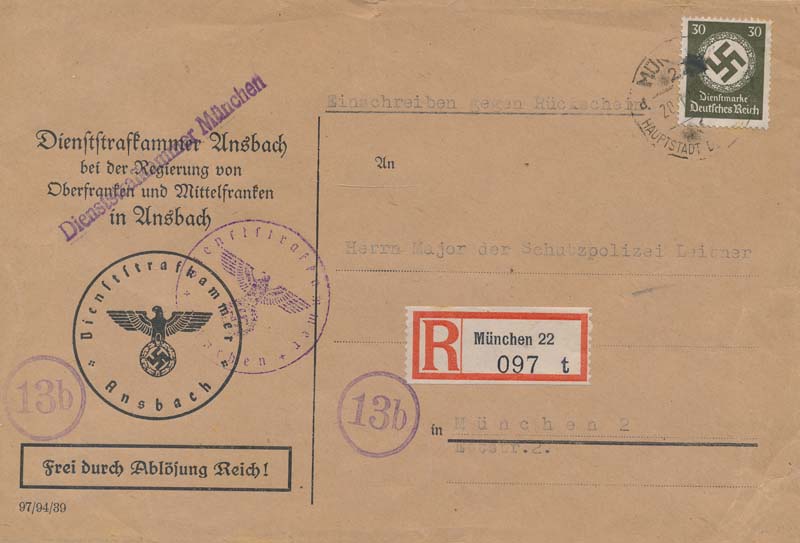 Dienststrafkammer Ansbach
bei der Regierung von
Oberfranken und Mittelfranken
in Ansbach
Dienststrafkammer München
Dienststrafkammer
Ansbach
Dienststrafkammer
13b
Frei durch Ablösung Reich!
97/94/39
Einschreiben gegen Rückschein
An
Herrn Major der Schutzpolizei Leitner
R
München 22
097 t
13b
in München 2
30 30
Dienstmarke
Deutsches Reich
HAUPTSTADT